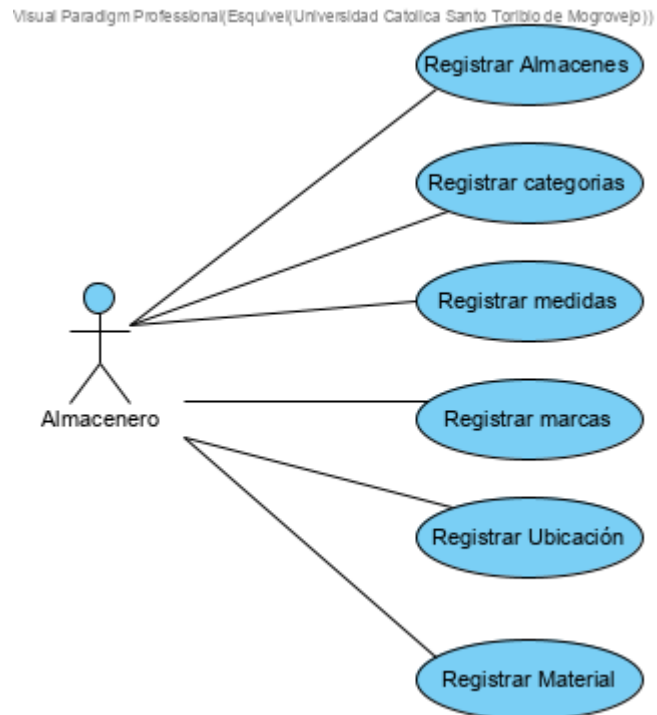 Visual Paradigm Professional(Esquivel(Universidad Catolica Santo Toribio de Mogrovejo))
Registrar Almacenes
Registrar categorias
Registrar medidas
Almacenero
Registrar marcas
Registrar Ubicación
Registrar Material